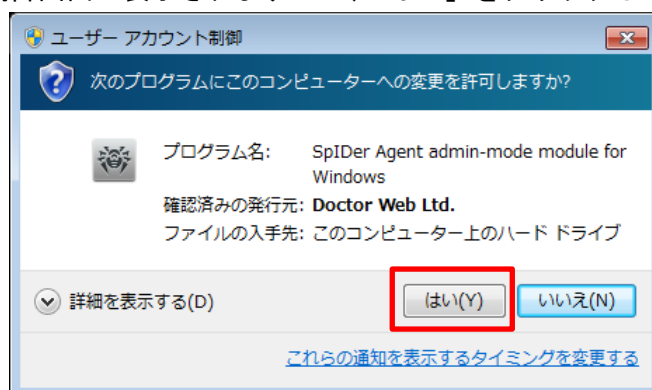 ユーザー アカウント制御
次のプログラムにこのコンピューターへの変更を許可しますか?
プログラム名: SpIDer Agent admin-mode module for
Windows
確認済みの発行元: Doctor Web Ltd.
ファイルの入手先: このコンピューター上のハード ドライブ
詳細を表示する(D) はい(Y) いいえ(N)
これらの通知を表示するタイミングを変更する